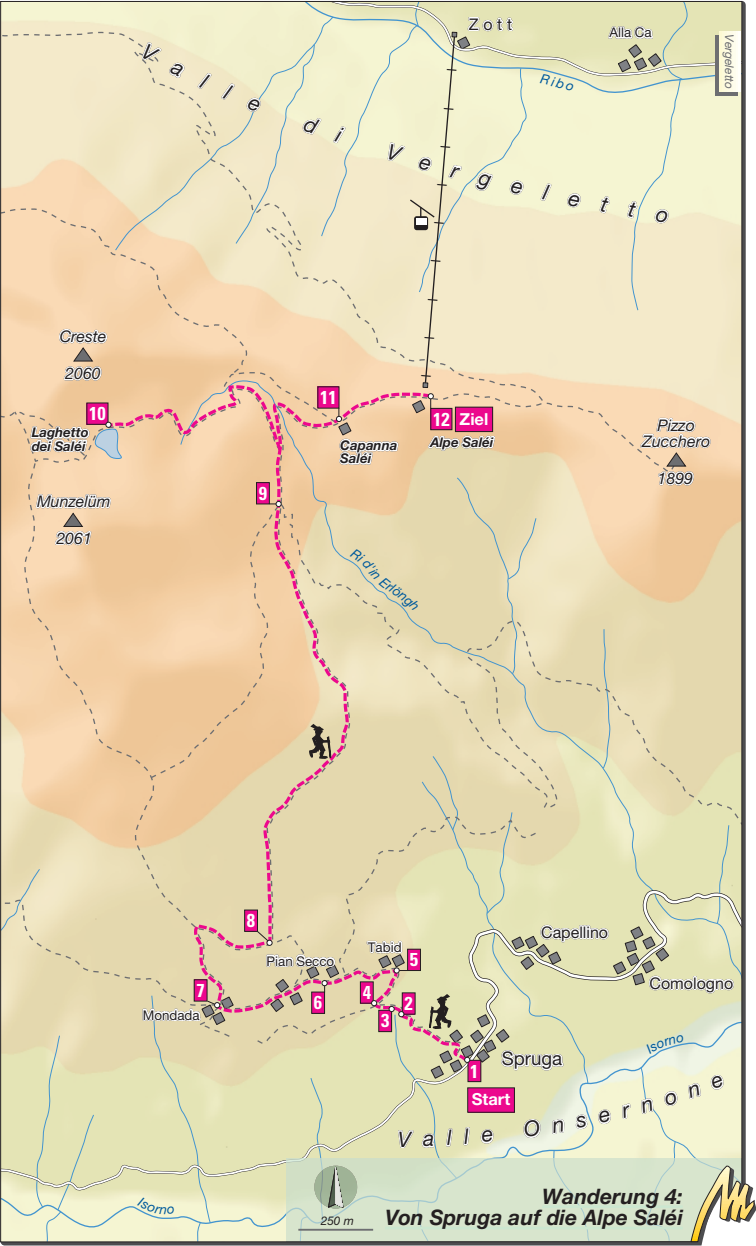 Zott
Alla Ca
Vergeletto
Ribo
Valle di Vergeletto
Creste
2060
10
Laghetto
dei Saléi
11
Capanna
Saléi
12 Ziel
Alpe Saléi
Pizzo
Zucchero
1899
Munzelüm
2061
9
Ri d'in Erlöngh
8
Capellino
Comologno
Tabid
5
Pian Secco
7
6
4
3
2
Mondada
Isorno
Spruga
1
Start
Valle Onsernone
Isorno
250 m
Wanderung 4:
Von Spruga auf die Alpe Saléi